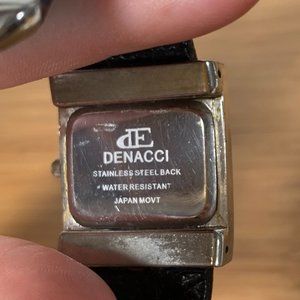 dE
DENACCI
STAINLESS STEEL BACK
WATER RESISTANT
JAPAN MOVT